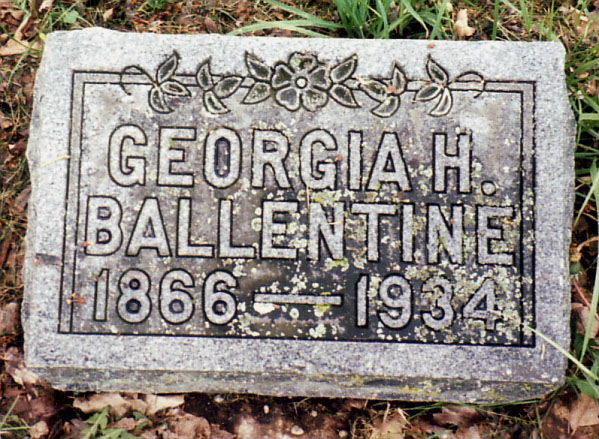 GEORGIA H.
BALLENTINE
1866 — 1934